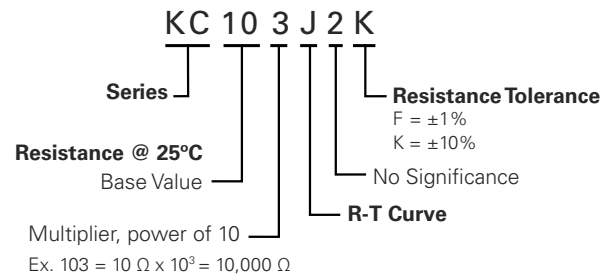 KC 10 3 J 2 K
Series
Resistance Tolerance
F = ±1%
K = ±10%
Resistance @ 25ºC
Base Value
No Significance
R-T Curve
Multiplier, power of 10
Ex. 103 = 10 Ω x 10³ = 10,000 Ω